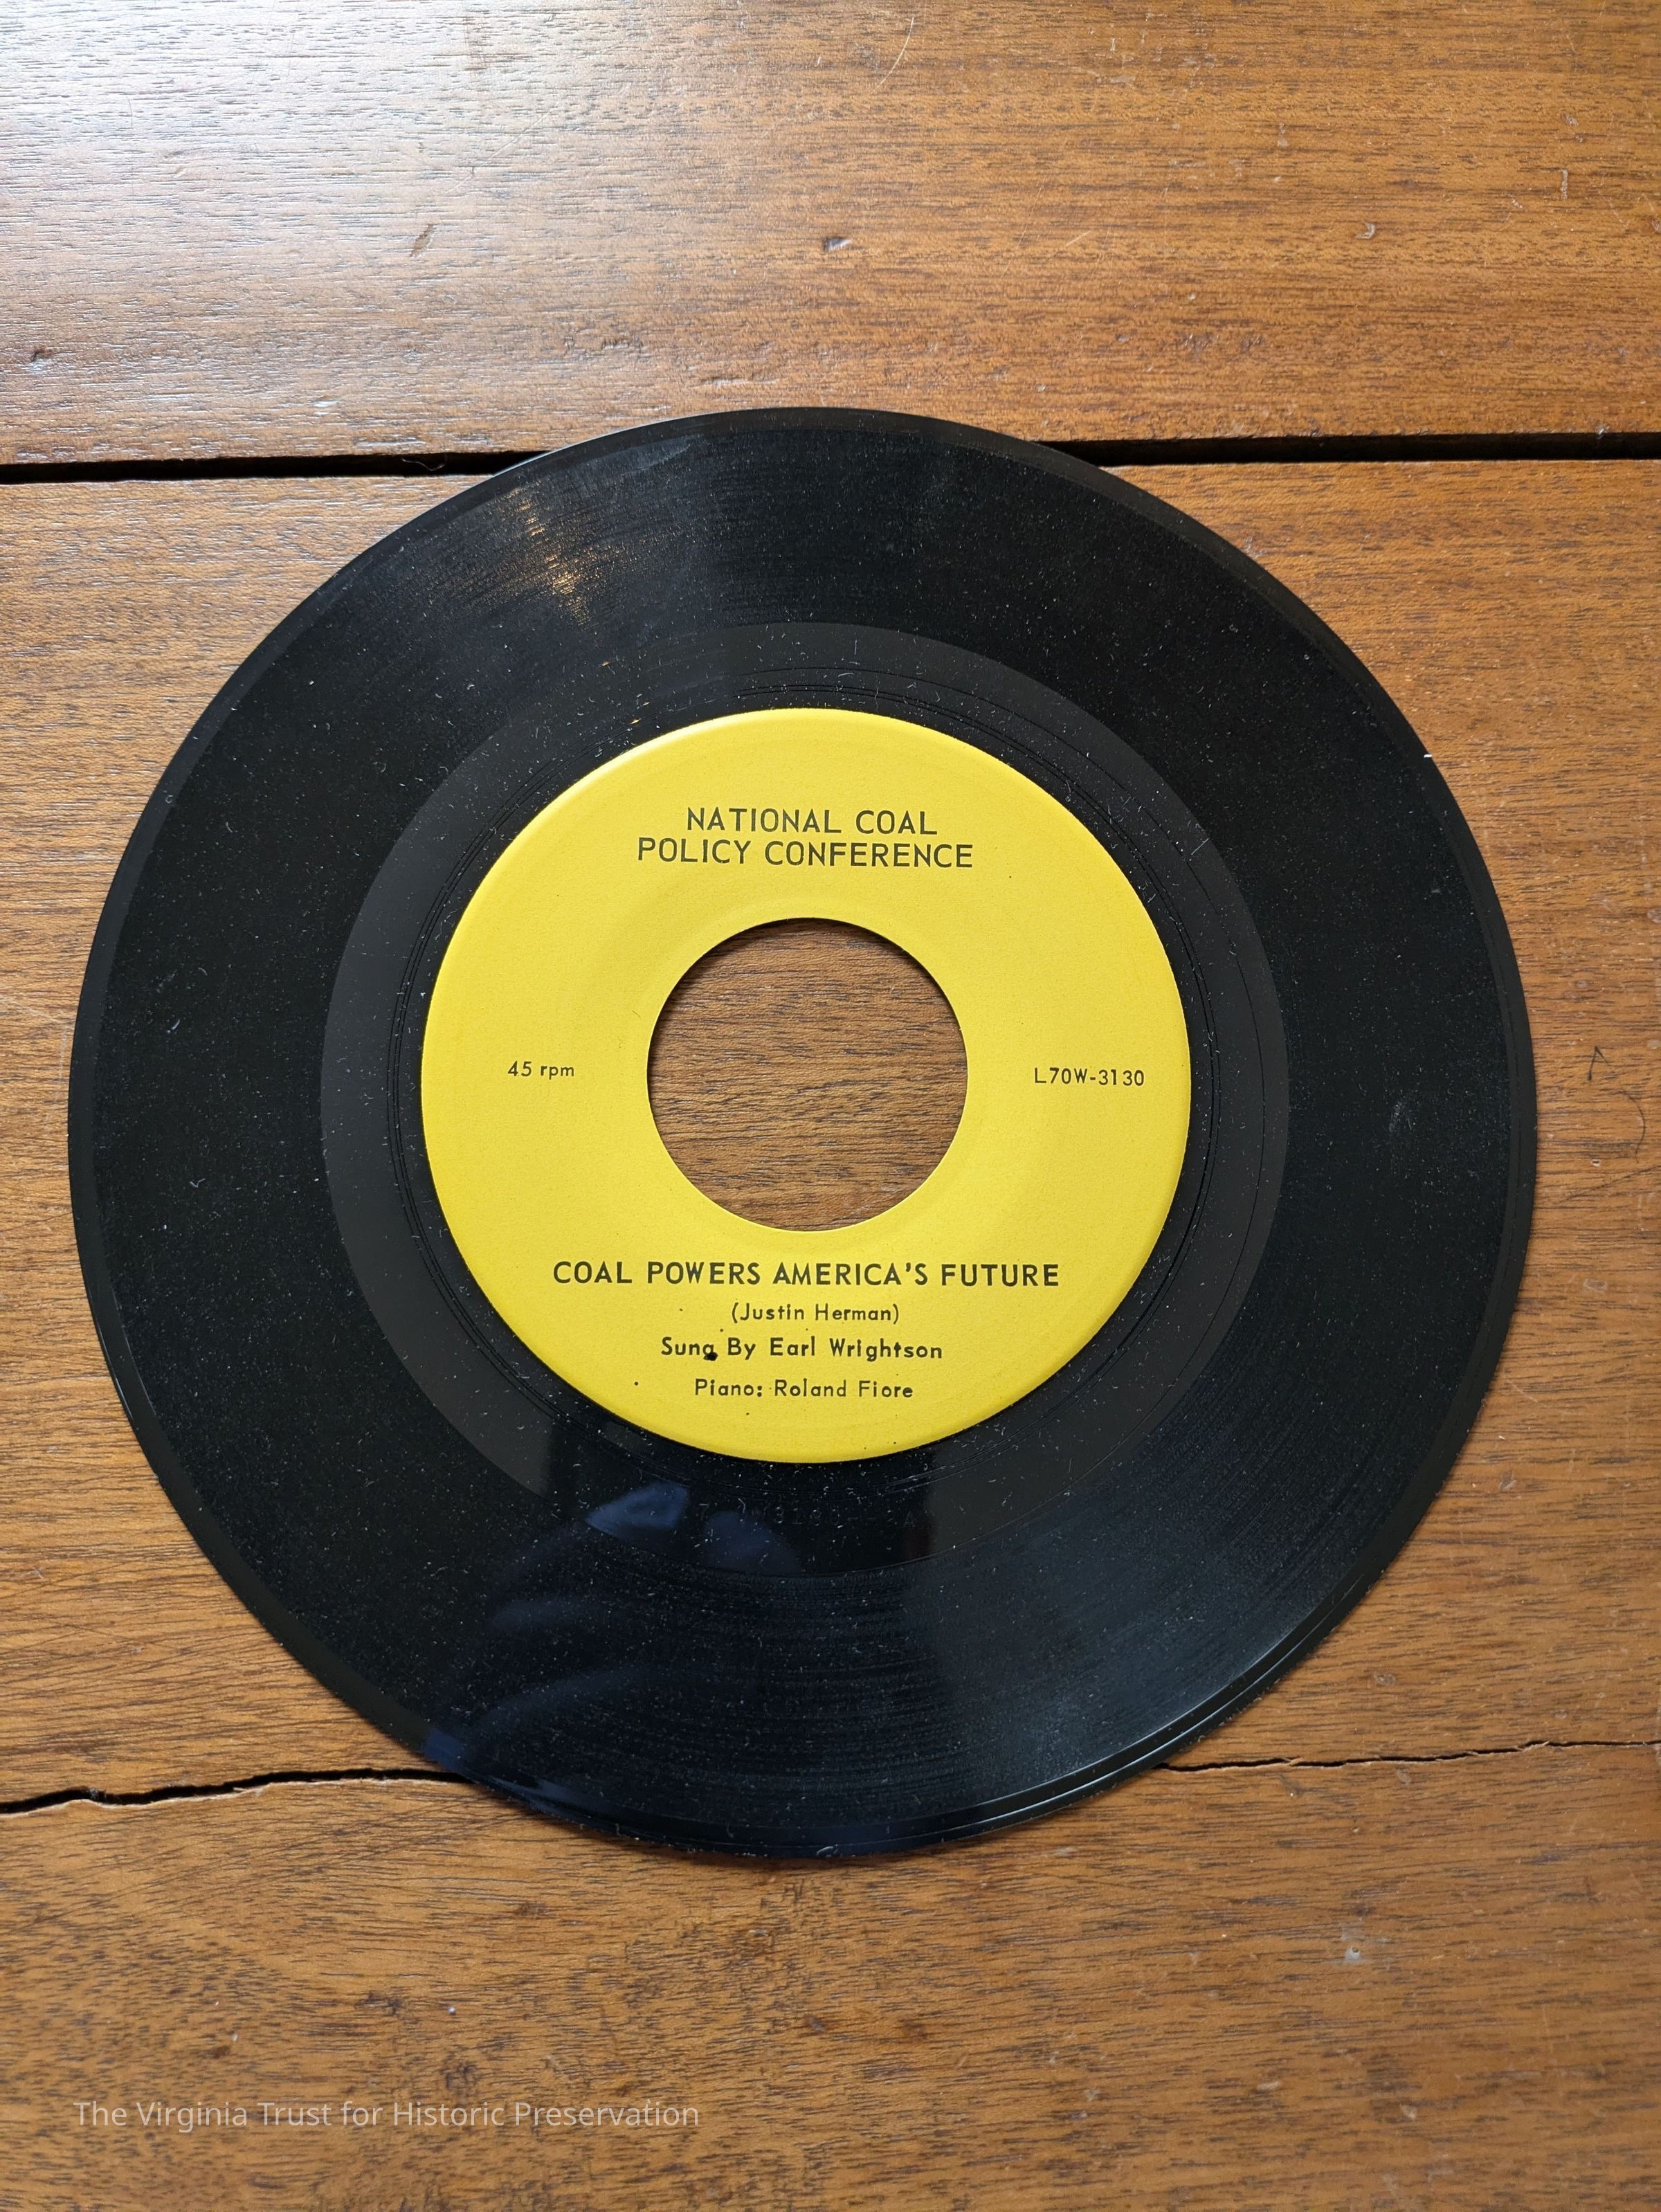 NATIONAL COAL
POLICY CONFERENCE
45 rpm
L70W-3130
COAL POWERS AMERICA'S FUTURE
(Justin Herman)
Sung By Earl Wrightson
Piano: Roland Fiore
The Virginia Trust for Historic Preservation